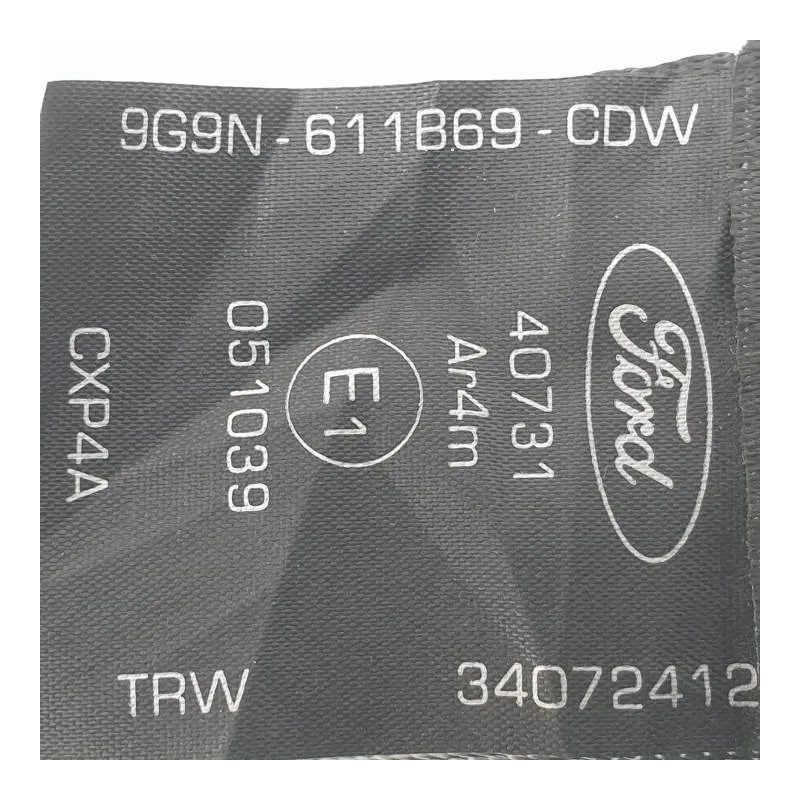 9G9N-611B69-CDW
Ford
40731
Ar4m
E1
051039
CXP4A
TRW
34072412